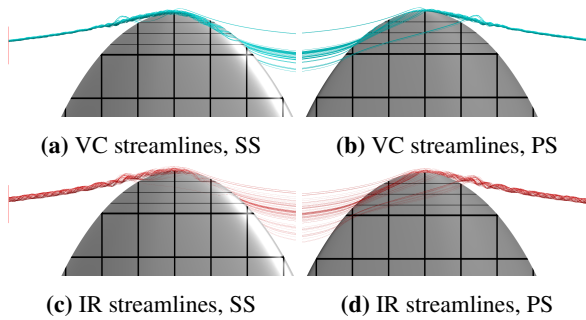 (a) VC streamlines, SS
(b) VC streamlines, PS
(c) IR streamlines, SS
(d) IR streamlines, PS